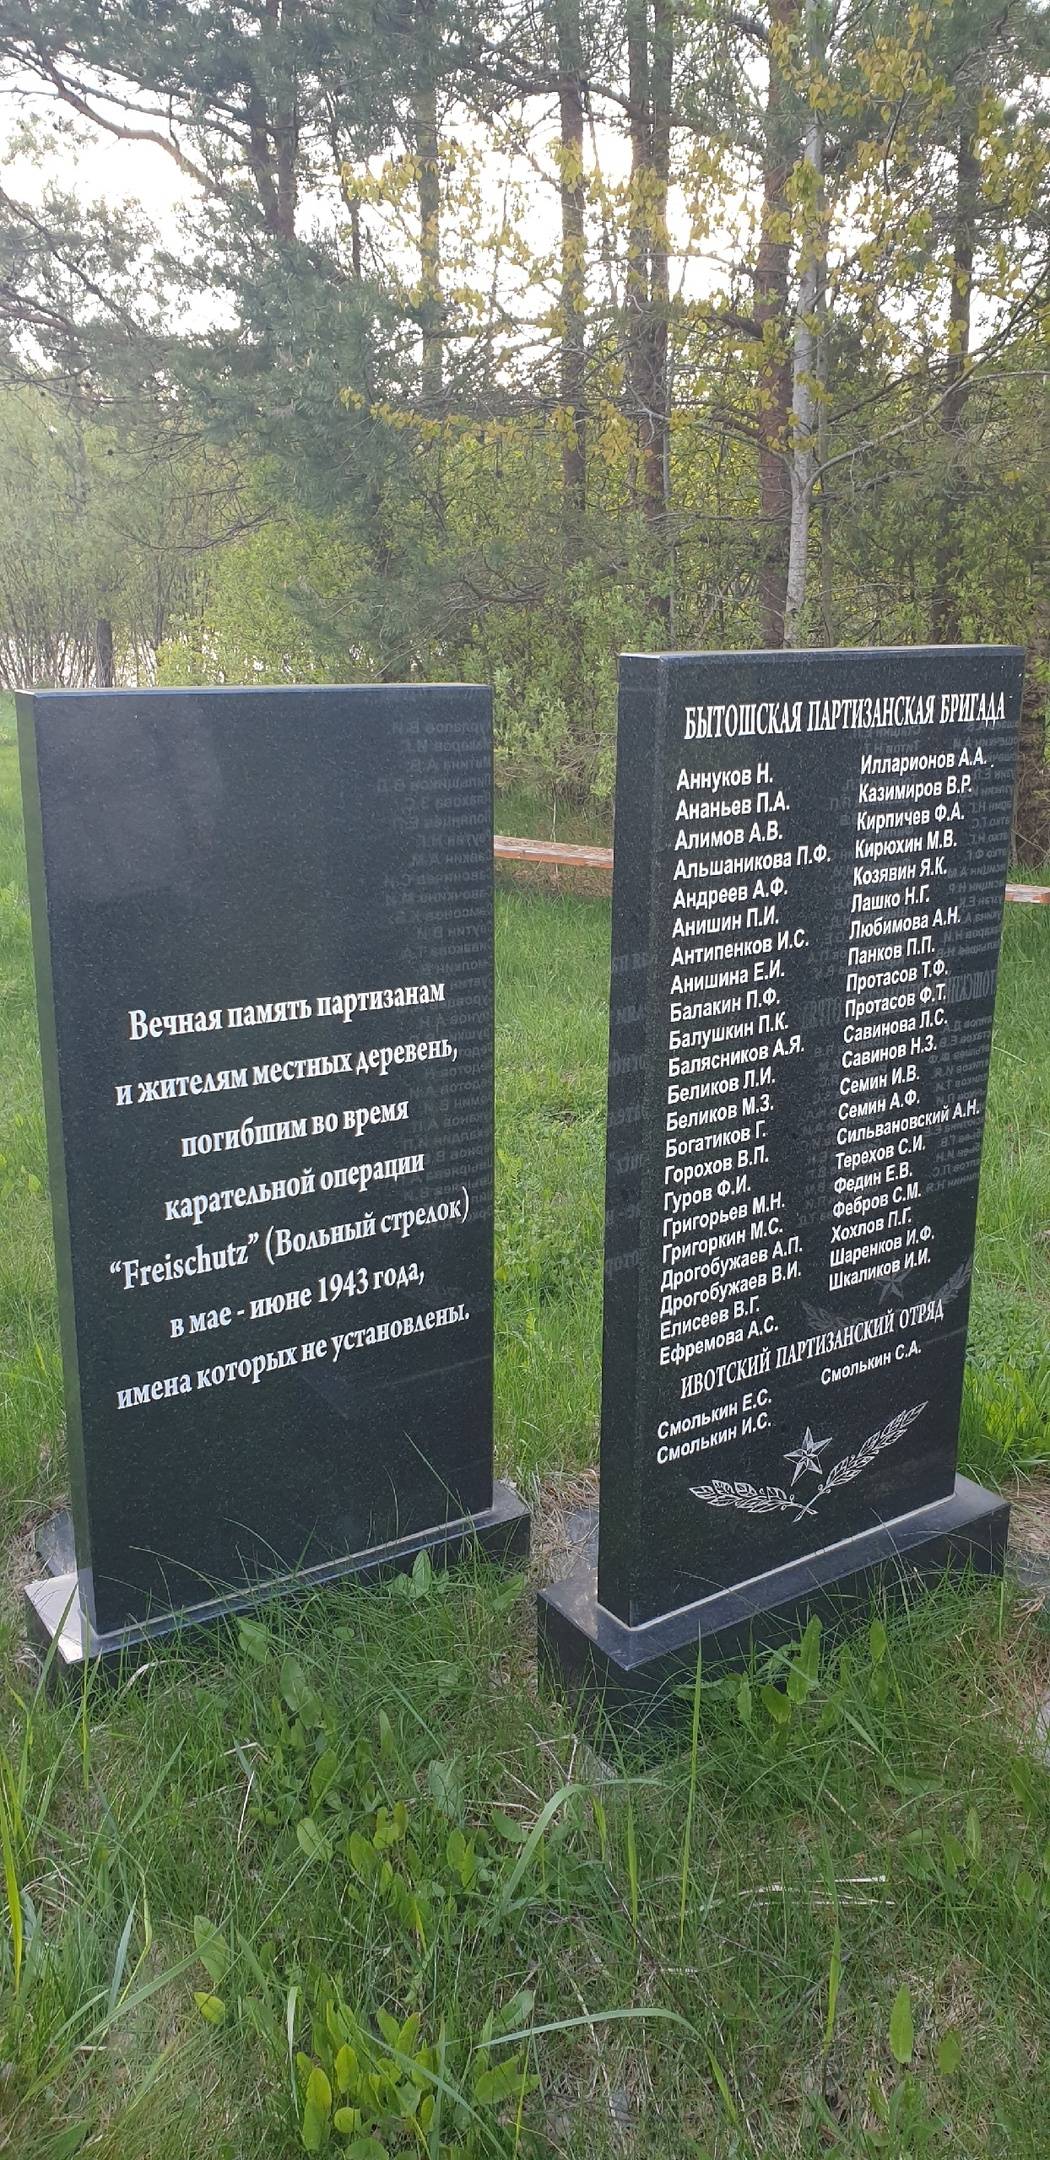 Вечная память партизанам
и жителям местных деревень,
погибшим во время
карательной операции
“Freischutz” (Вольный стрелок)
в мае - июне 1943 года,
имена которых не установлены.
БЫТОШСКАЯ ПАРТИЗАНСКАЯ БРИГАДА
Аннуков Н.
Ананьев П.А.
Алимов А.В.
Альшаникова П.Ф.
Андреев А.Ф.
Анишин П.И.
Антипенков И.С.
Анишина Е.И.
Балакин П.Ф.
Балушкин П.К.
Балясников А.Я.
Беликов Л.И.
Беликов М.З.
Богатиков Г.
Горохов В.П.
Гуров Ф.И.
Григорьев М.Н.
Григоркин М.С.
Дрогобужаев А.П.
Дрогобужаев В.И.
Елисеев В.Г.
Ефремова А.С.
Илларионов А.А.
Казимиров В.Р.
Кирпичев Ф.А.
Кирюхин М.В.
Козявин Я.К.
Лашко Н.Г.
Любимова А.Н.
Панков П.П.
Протасов Т.Ф.
Протасов Ф.Т.
Савинова Л.С.
Савинов Н.З.
Семин И.В.
Семин А.Ф.
Сильвановский А.Н.
Терехов С.И.
Федин Е.В.
Фебров С.М.
Хохлов П.Г.
Шаренков И.Ф.
Шкаликов И.И.
ИВОТСКИЙ ПАРТИЗАНСКИЙ ОТРЯД
Смолькин Е.С.
Смолькин И.С.
Смолькин С.А.